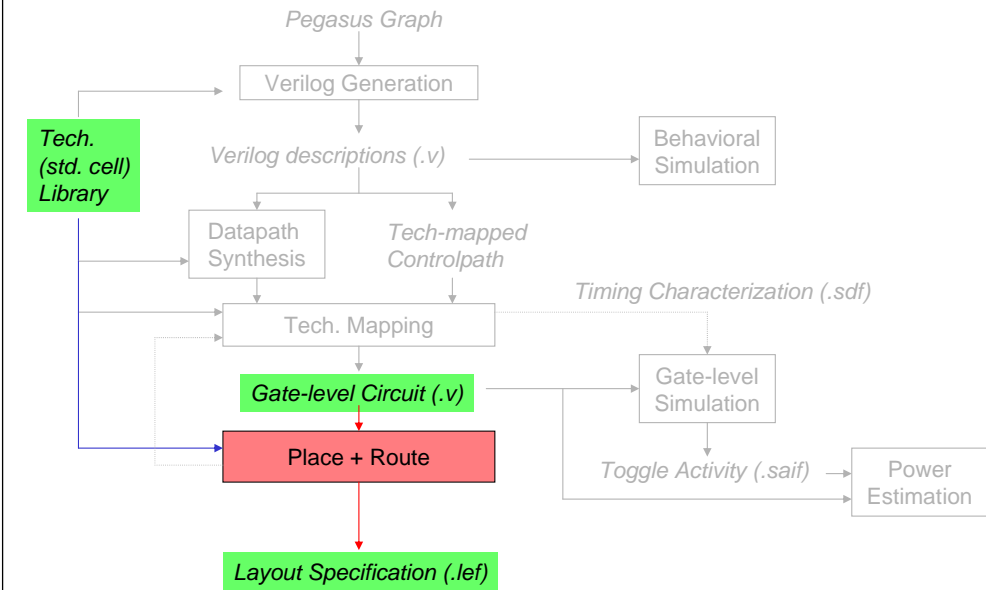 Pegasus Graph
Verilog Generation
Tech.
(std. cell)
Library
Verilog descriptions (.v)
Behavioral
Simulation
Datapath
Synthesis
Tech-mapped
Controlpath
Timing Characterization (.sdf)
Tech. Mapping
Gate-level Circuit (.v)
Gate-level
Simulation
Place + Route
Toggle Activity (.saif)
Power
Estimation
Layout Specification (.lef)